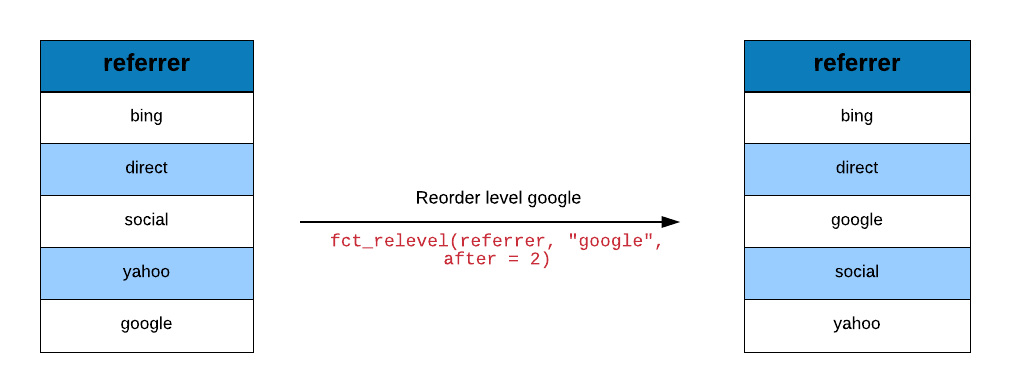 referrer
bing
direct
social
yahoo
google
Reorder level google
fct_relevel(referrer, "google",
after = 2)
referrer
bing
direct
google
social
yahoo